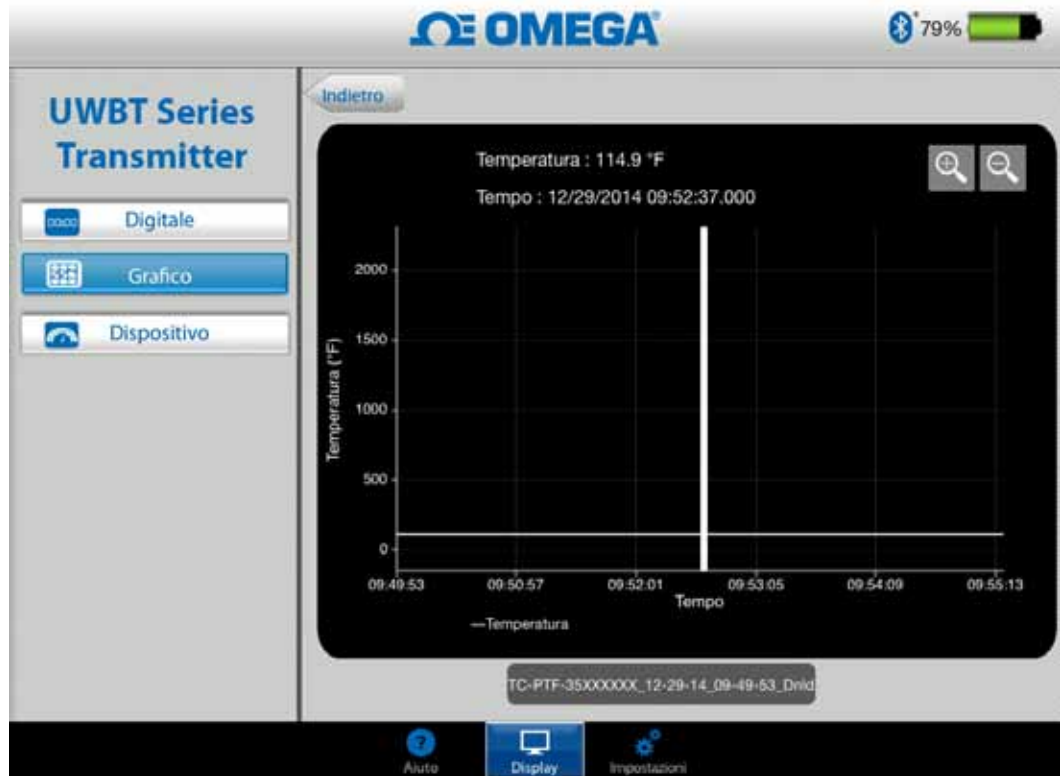 OMEGA
79%
UWBT Series
Transmitter
Digitale
Grafico
Dispositivo
Indietro
Temperatura : 114.9 °F
Tempo : 12/29/2014 09:52:37.000
Temperatura (°F)
2000
1500
1000
500
0
09:49:53 09:50:57 09:52:01 09:53:05 09:54:09 09:55:13
Tempo
—Temperatura
TC-PTF-35XXXXXX_12-29-14_09-49-53_Dnld
Aiuto Display Impostazioni